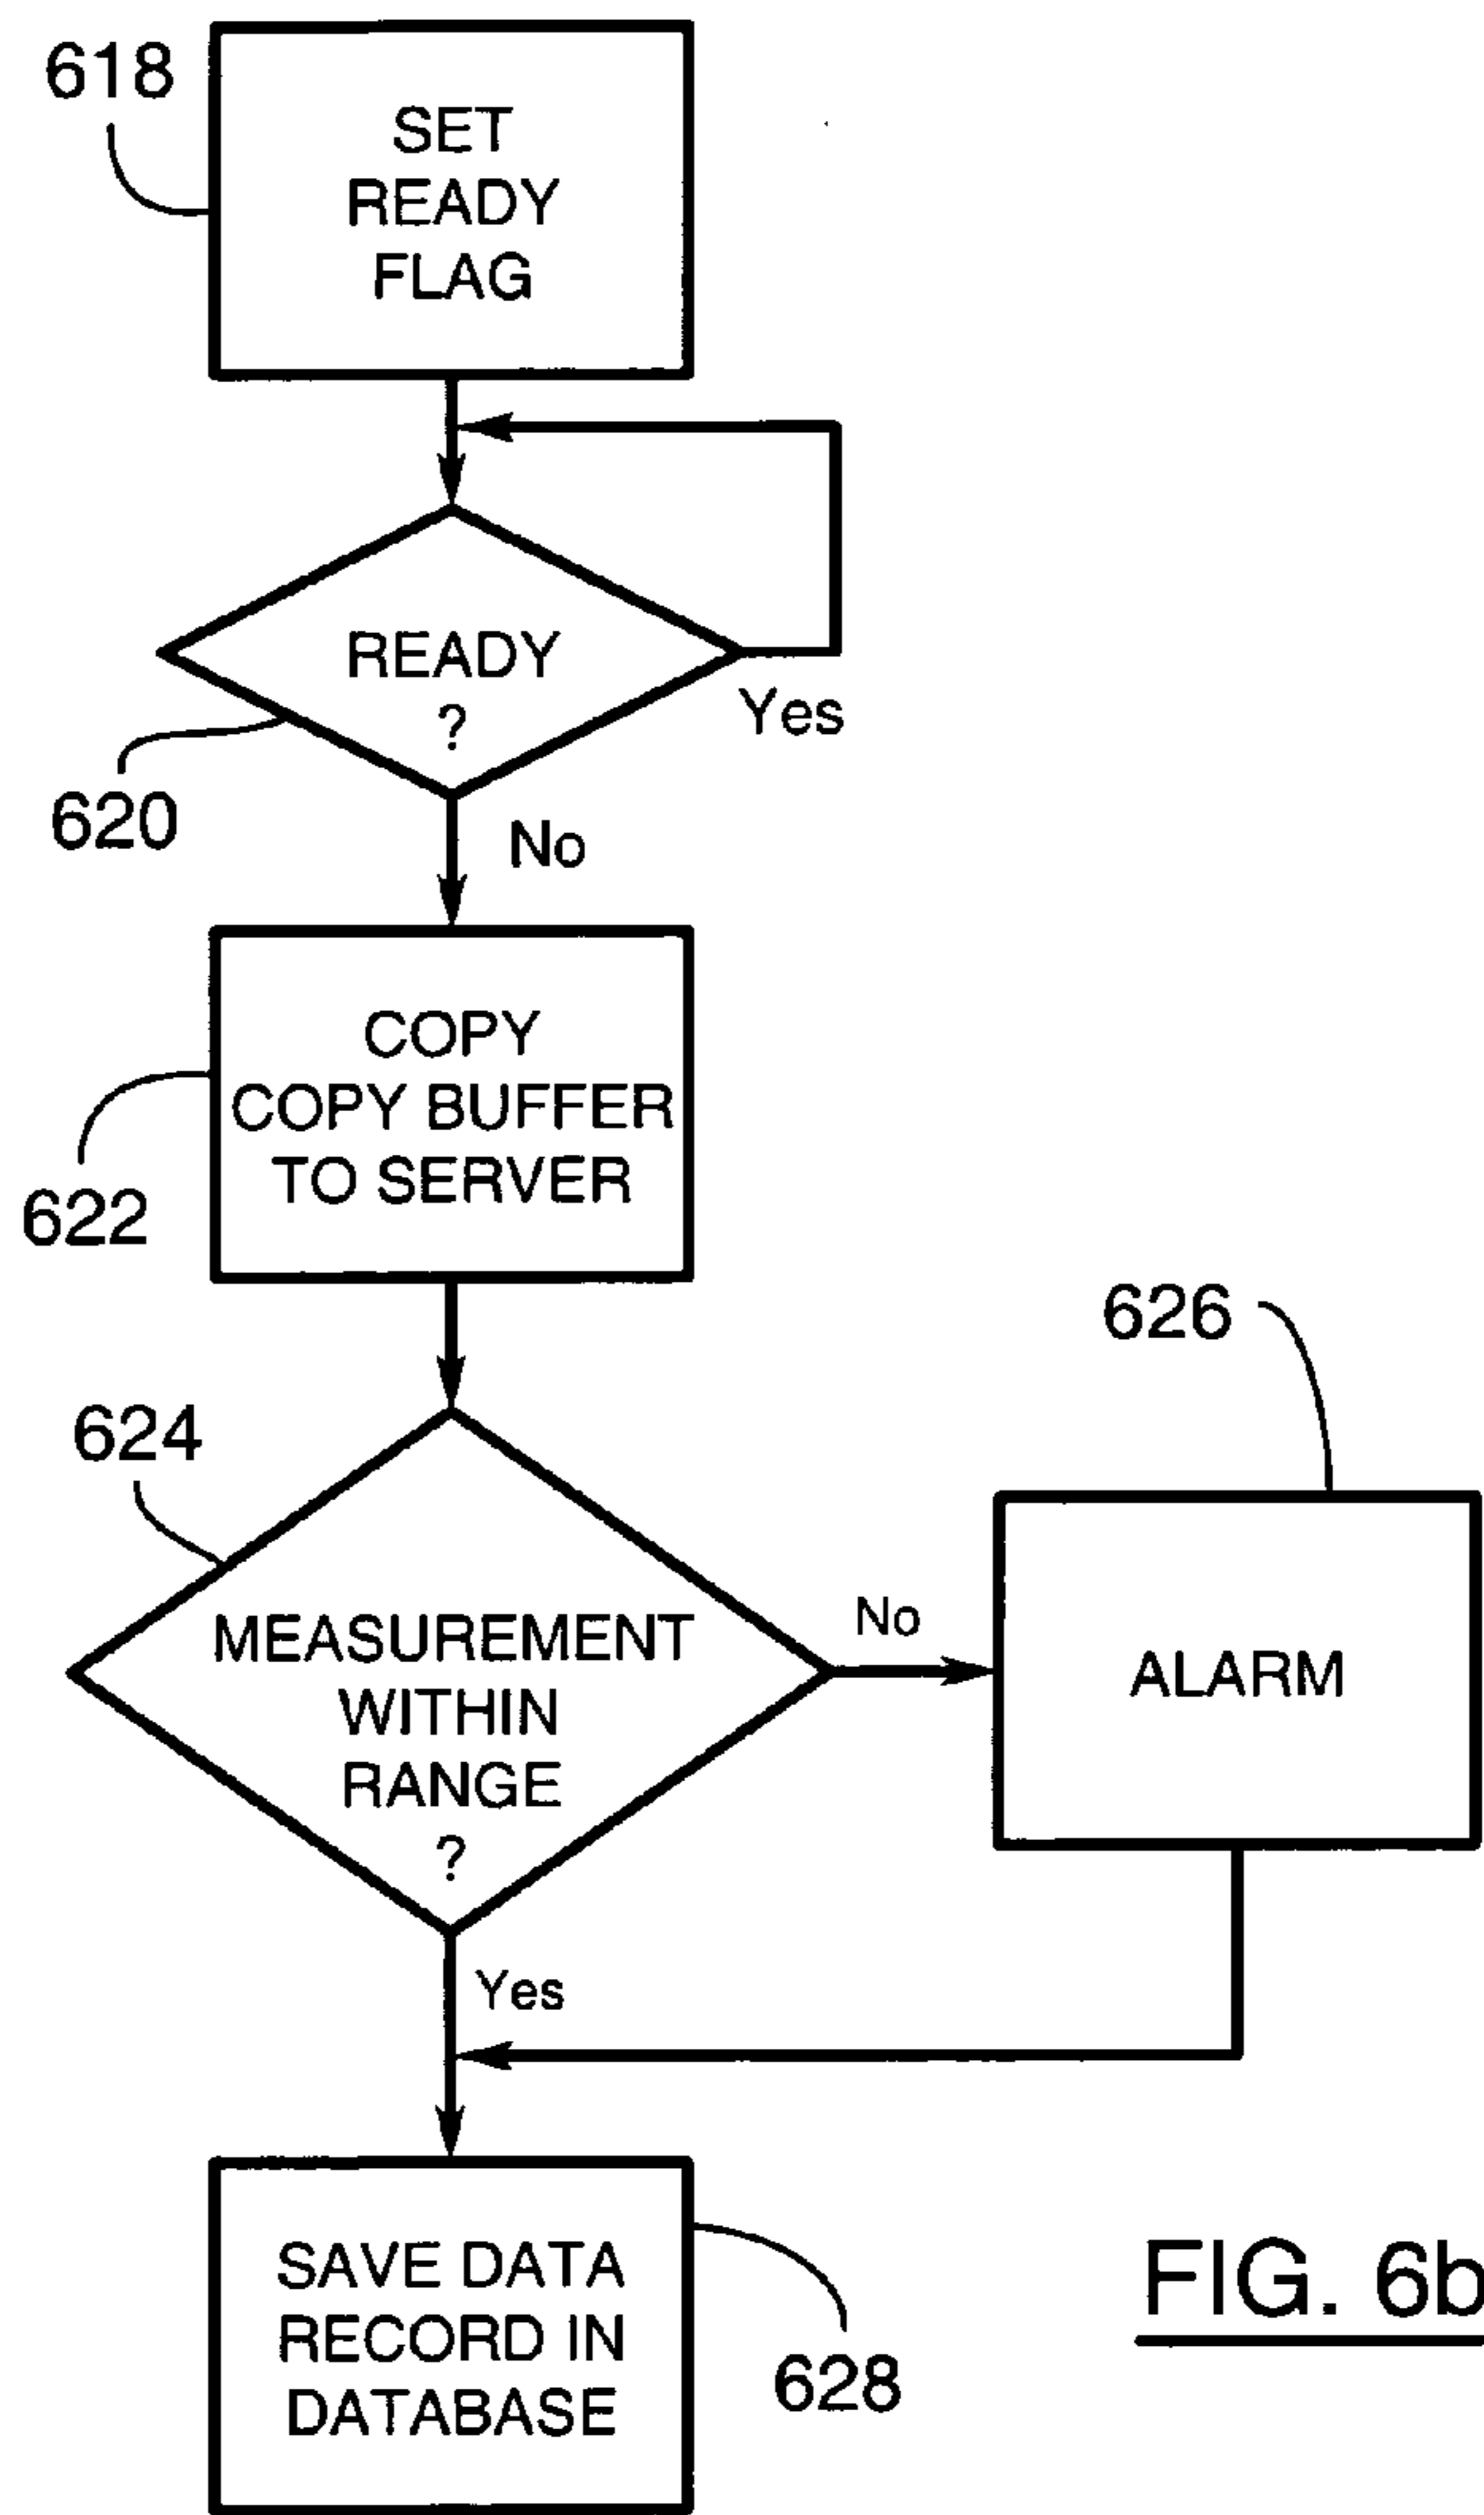 618
SET
READY
FLAG
READY
?
Yes
620
No
COPY
COPY BUFFER
TO SERVER
622
626
624
MEASUREMENT
WITHIN
RANGE
?
No
ALARM
Yes
SAVE DATA
RECORD IN
DATABASE
628
FIG. 6b